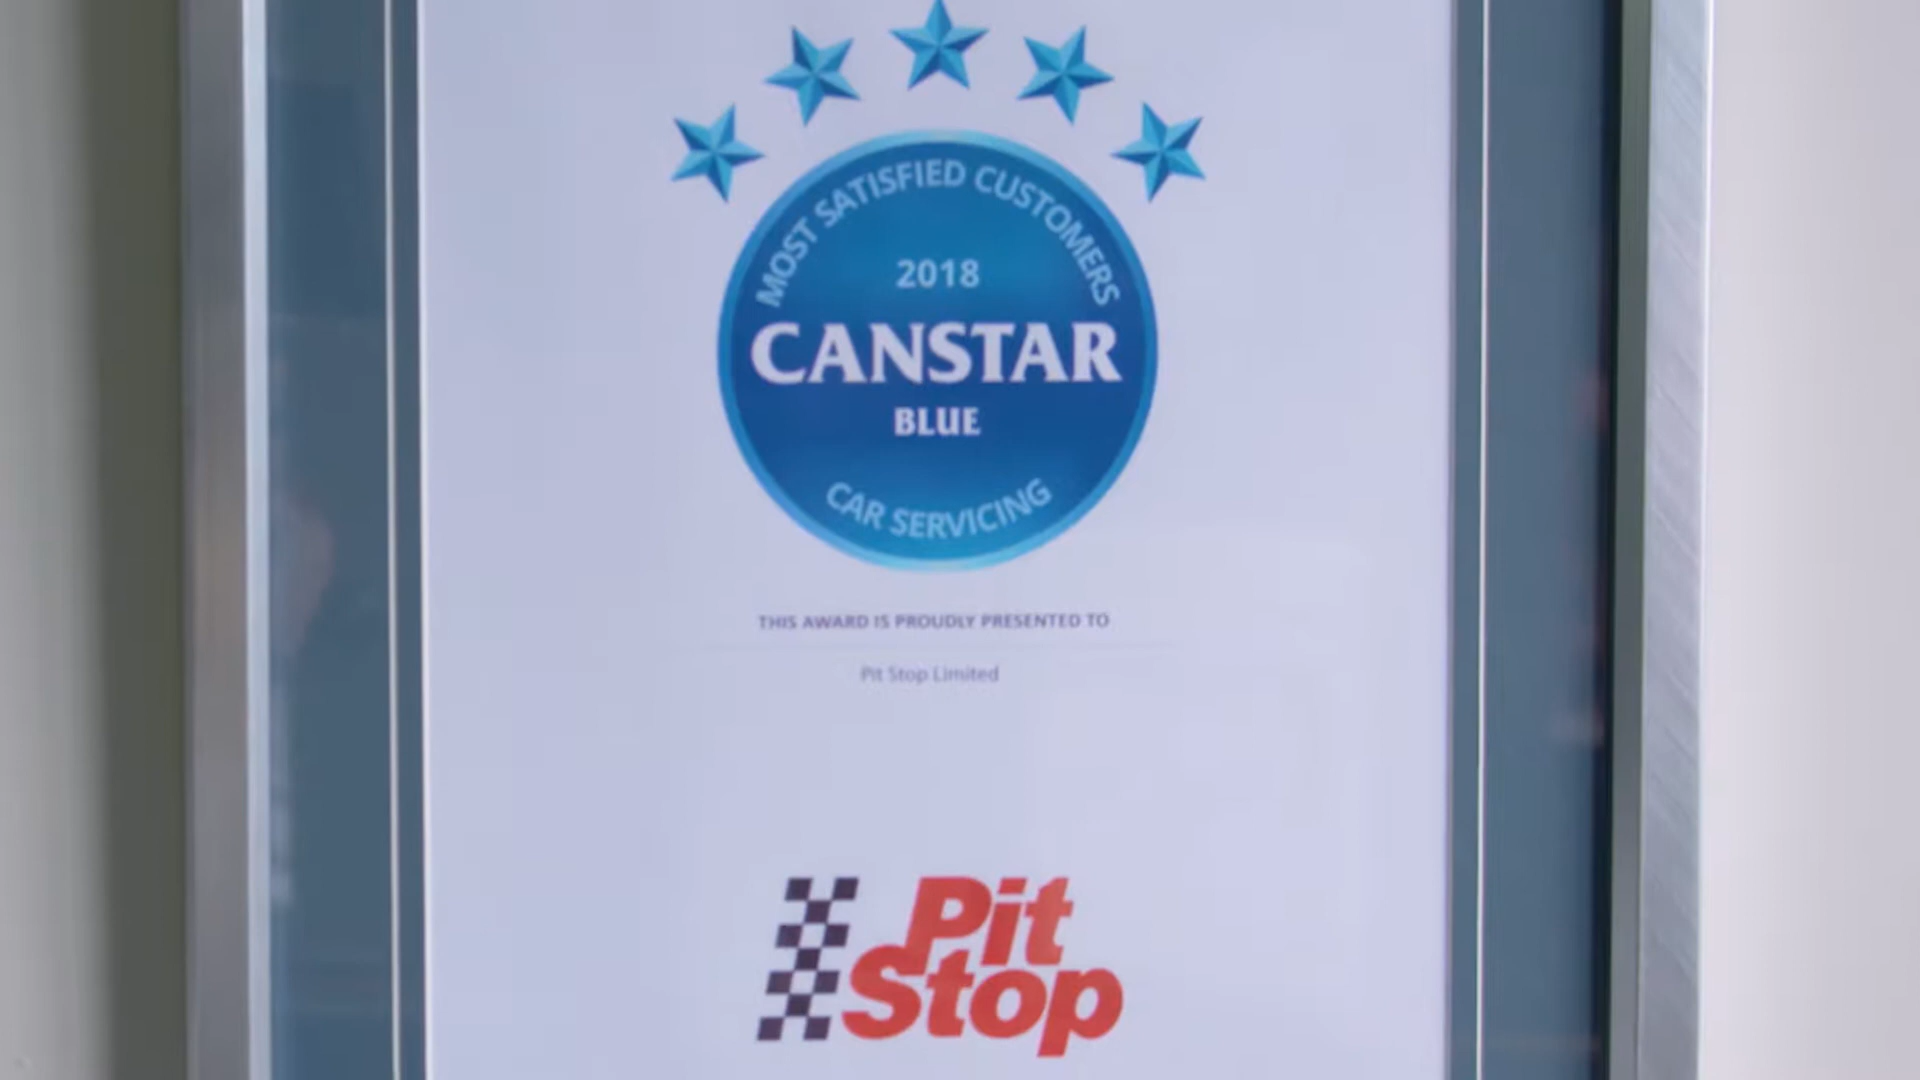 MOST SATISFIED CUSTOMERS
2018
CANSTAR
BLUE
CAR SERVICING
THIS AWARD IS PROUDLY PRESENTED TO
Pit Stop Limited
Pit
Stop